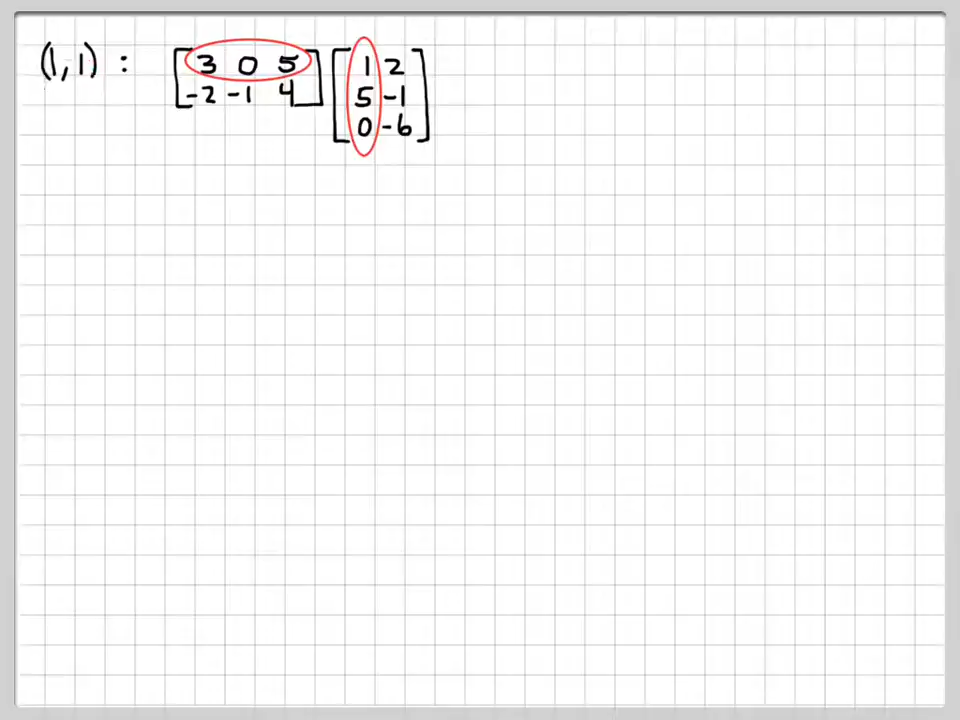 (1,1) : [3 0 5] [1 2]
[-2 -1 4] [5 -1]
[0 -6]